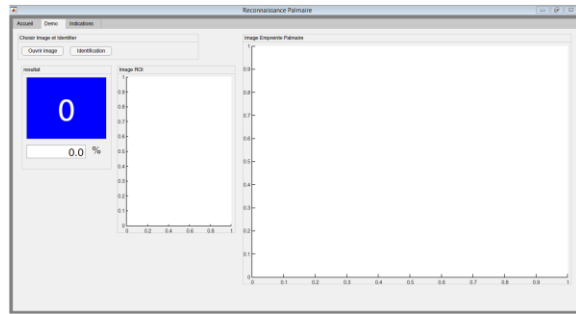 Reconnaissance Palmaire
Accueil Demo Indications
Choisir Image et Identifier
Ouvrir Image Identification
resultat
0
0.0 %
Image ROI
1
0.9
0.8
0.7
0.6
0.5
0.4
0.3
0.2
0.1
0
0 0.2 0.4 0.6 0.8 1
Image Empreinte Palmaire
1
0.9
0.8
0.7
0.6
0.5
0.4
0.3
0.2
0.1
0
0 0.1 0.2 0.3 0.4 0.5 0.6 0.7 0.8 0.9 1